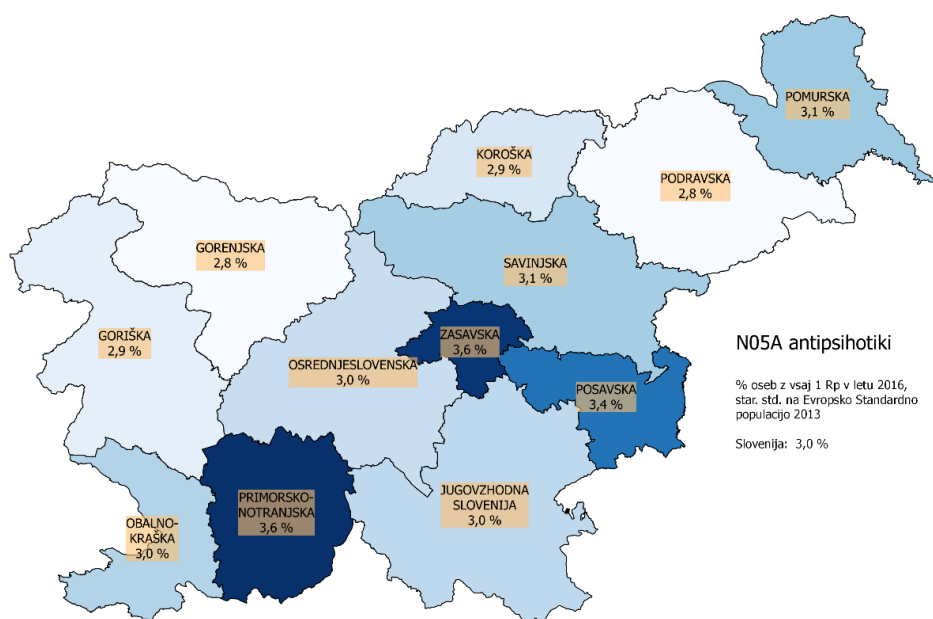 POMURSKA
3,1 %
KOROŠKA
2,9 %
PODRAVSKA
2,8 %
GORENJSKA
2,8 %
SAVINJSKA
3,1 %
GORIŠKA
2,9 %
ZASAVSKA
3,6 %
OSREDNJESLOVENSKA
3,0 %
POSAVSKA
3,4 %
PRIMORSKO-
NOTRANJSKA
3,6 %
JUGOVZHODNA
SLOVENIJA
3,0 %
OBALNO-
KRAŠKA
3,0 %
N05A antipsihotiki
% oseb z vsaj 1 Rp v letu 2016,
star. std. na Evropsko Standardno
populacijo 2013
Slovenija: 3,0 %